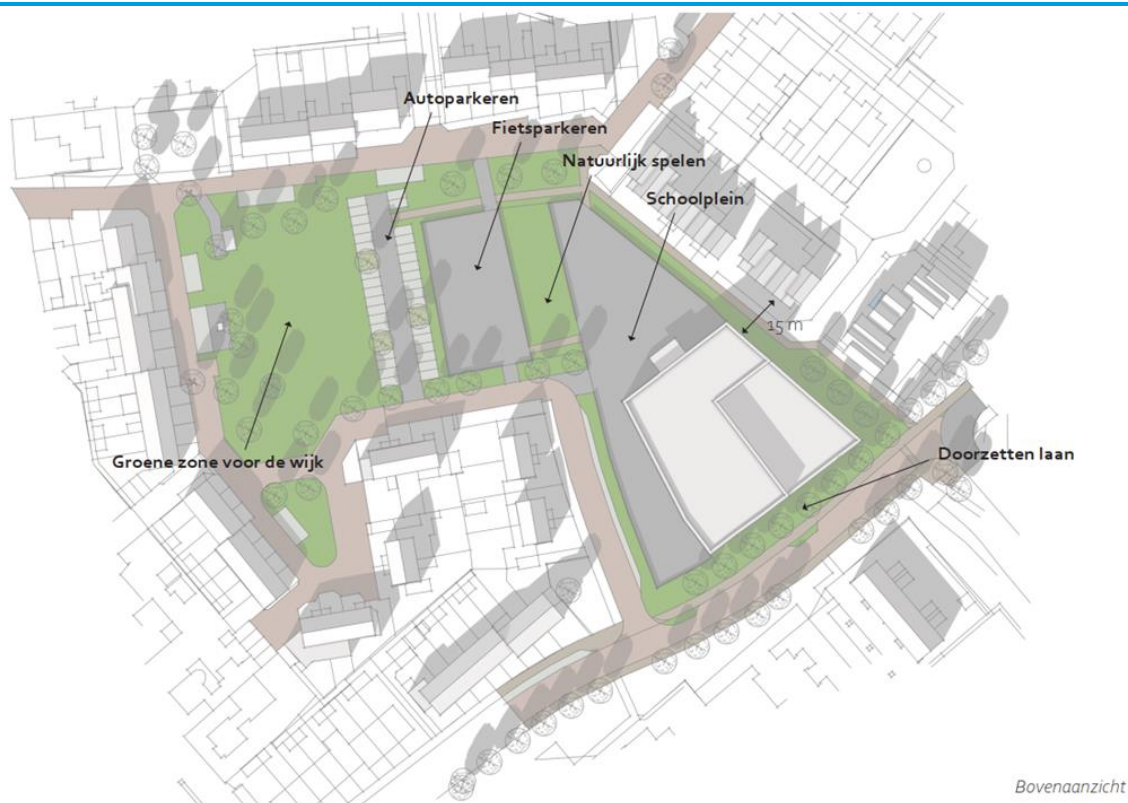 Autoparkeren
Fietsparkeren
Natuurlijk spelen
Schoolplein
15 m
Groene zone voor de wijk
Doorzetten laan
Bovenaanzicht